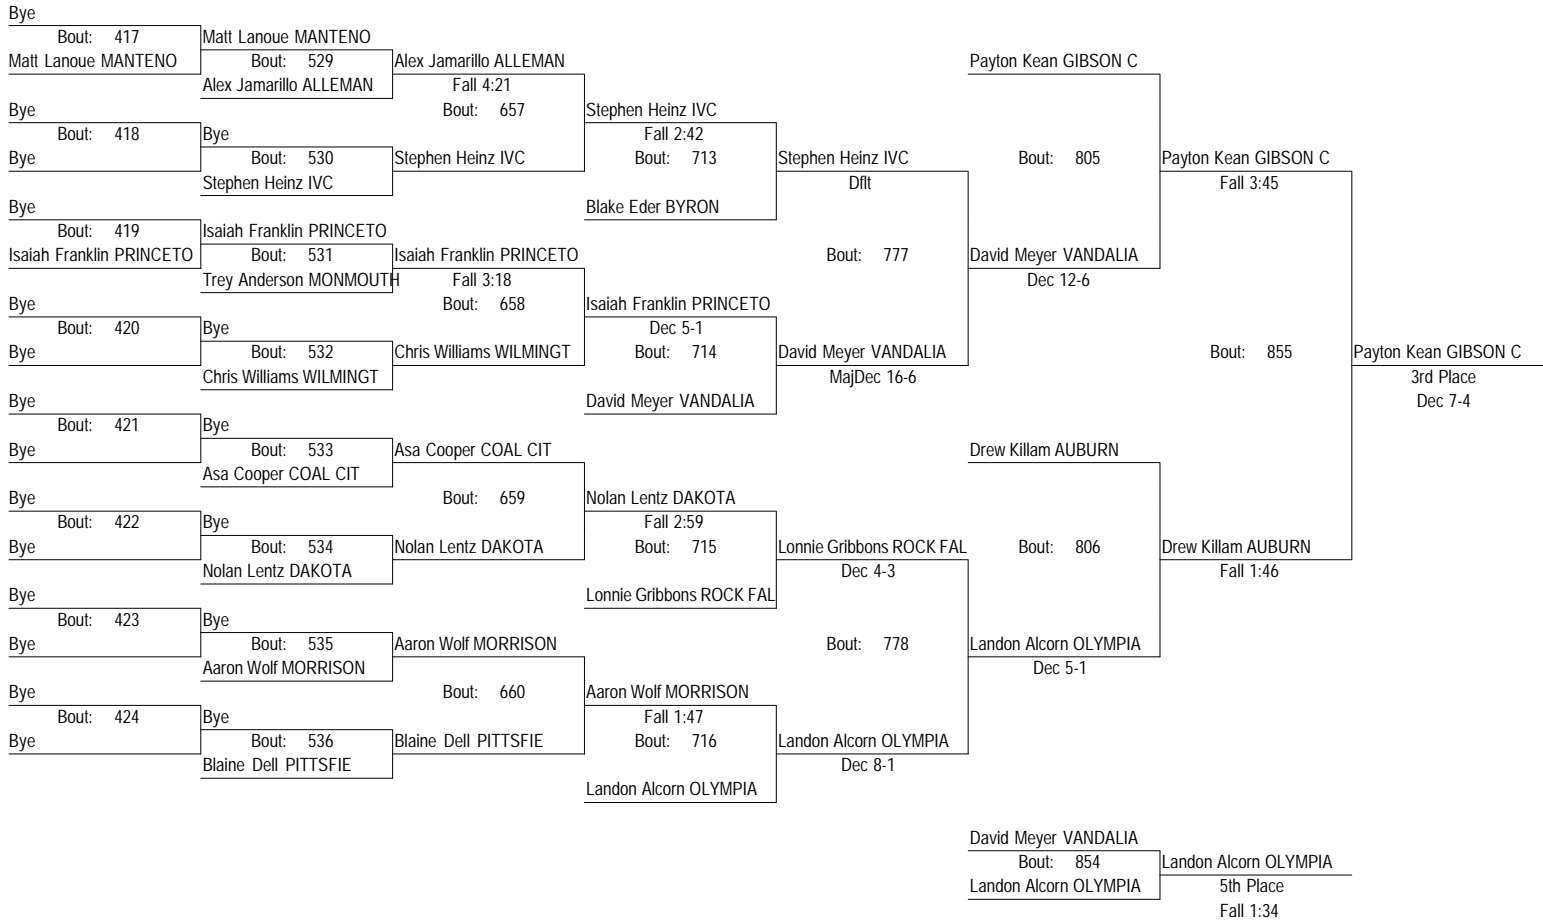 Bye
Bout: 417 Matt Lanoue MANTENO
Matt Lanoue MANTENO Bout: 529 Alex Jamarillo ALLEMAN Payton Kean GIBSON C
Alex Jamarillo ALLEMAN Fall 4:21
Bye Bout: 657 Stephen Heinz IVC
Bout: 418 Bye Fall 2:42
Bye Bout: 530 Stephen Heinz IVC Bout: 713 Stephen Heinz IVC Bout: 805 Payton Kean GIBSON C
Stephen Heinz IVC Dflt Fall 3:45
Bye Blake Eder BYRON
Bout: 419 Isaiah Franklin PRINCETO
Isaiah Franklin PRINCETO Bout: 531 Isaiah Franklin PRINCETO Bout: 777 David Meyer VANDALIA
Trey Anderson MONMOUTH Fall 3:18 Dec 12-6
Bye Bout: 658 Isaiah Franklin PRINCETO
Bout: 420 Bye Dec 5-1
Bye Bout: 532 Chris Williams WILMINGT Bout: 714 David Meyer VANDALIA Bout: 855 Payton Kean GIBSON C
Chris Williams WILMINGT MajDec 16-6 3rd Place
Bye David Meyer VANDALIA Dec 7-4
Bout: 421 Bye
Bye Bout: 533 Asa Cooper COAL CIT Drew Killam AUBURN
Asa Cooper COAL CIT
Bye Bout: 659 Nolan Lentz DAKOTA
Bout: 422 Bye Fall 2:59
Bye Bout: 534 Nolan Lentz DAKOTA Bout: 715 Lonnie Gribbons ROCK FAL Bout: 806 Drew Killam AUBURN
Nolan Lentz DAKOTA Dec 4-3 Fall 1:46
Bye Lonnie Gribbons ROCK FAL
Bout: 423 Bye
Bye Bout: 535 Aaron Wolf MORRISON Bout: 778 Landon Alcorn OLYMPIA
Aaron Wolf MORRISON Dec 5-1
Bye Bout: 660 Aaron Wolf MORRISON
Bout: 424 Bye Fall 1:47
Bye Bout: 536 Blaine Dell PITTSFIE Bout: 716 Landon Alcorn OLYMPIA
Blaine Dell PITTSFIE Dec 8-1
Landon Alcorn OLYMPIA
David Meyer VANDALIA
Bout: 854 Landon Alcorn OLYMPIA
Landon Alcorn OLYMPIA 5th Place
Fall 1:34